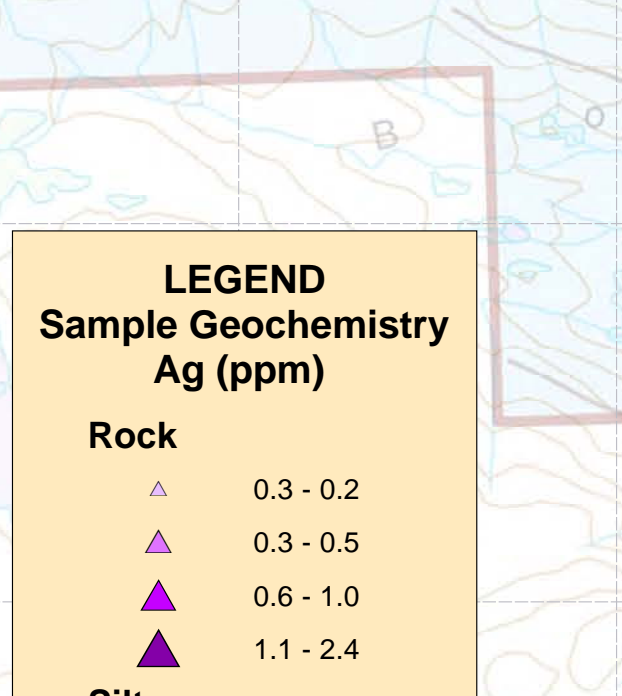 B
o
LEGEND
Sample Geochemistry
Ag (ppm)
Rock
0.3 - 0.2
0.3 - 0.5
0.6 - 1.0
1.1 - 2.4
Silt